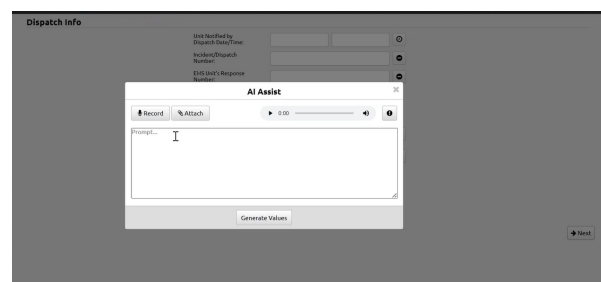 Dispatch Info
Unit Notified by
Dispatch Date/Time:
Incident/Dispatch
Number:
EMS Unit's Response
Number:
AI Assist
Record
Attach
0:00
Prompt...
Generate Values
Next